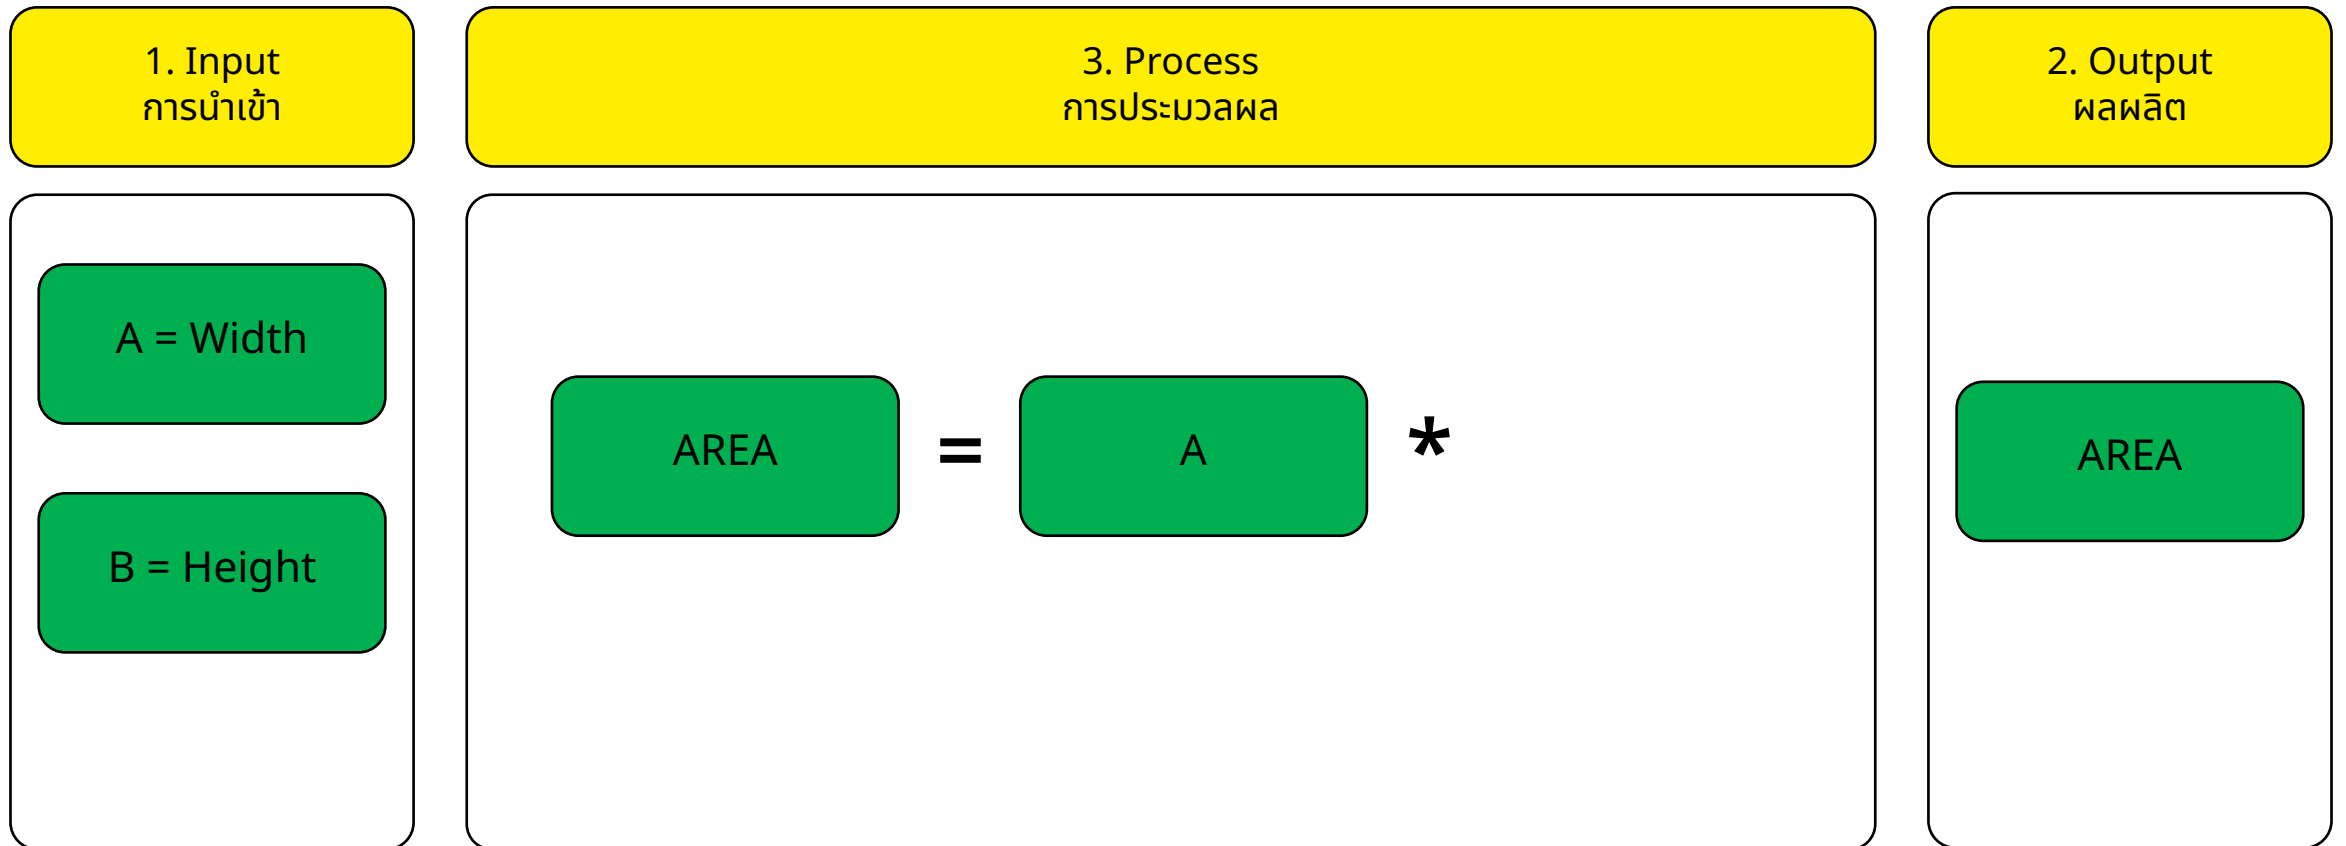 1. Input
การนำเข้า
3. Process
การประมวลผล
2. Output
ผลผลิต
A = Width
B = Height
AREA
=
A
*
AREA